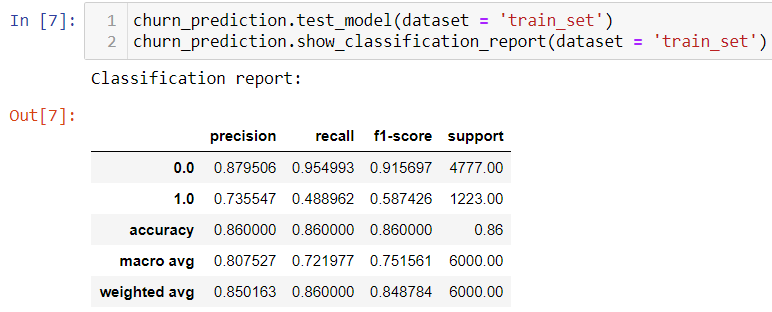 In [7]: 1 churn_prediction.test_model(dataset = 'train_set')
2 churn_prediction.show_classification_report(dataset = 'train_set')
Classification report:
Out[7]:
precision recall f1-score support
0.0 0.879506 0.954993 0.915697 4777.00
1.0 0.735547 0.488962 0.587426 1223.00
accuracy 0.860000 0.860000 0.860000 0.86
macro avg 0.807527 0.721977 0.751561 6000.00
weighted avg 0.850163 0.860000 0.848784 6000.00